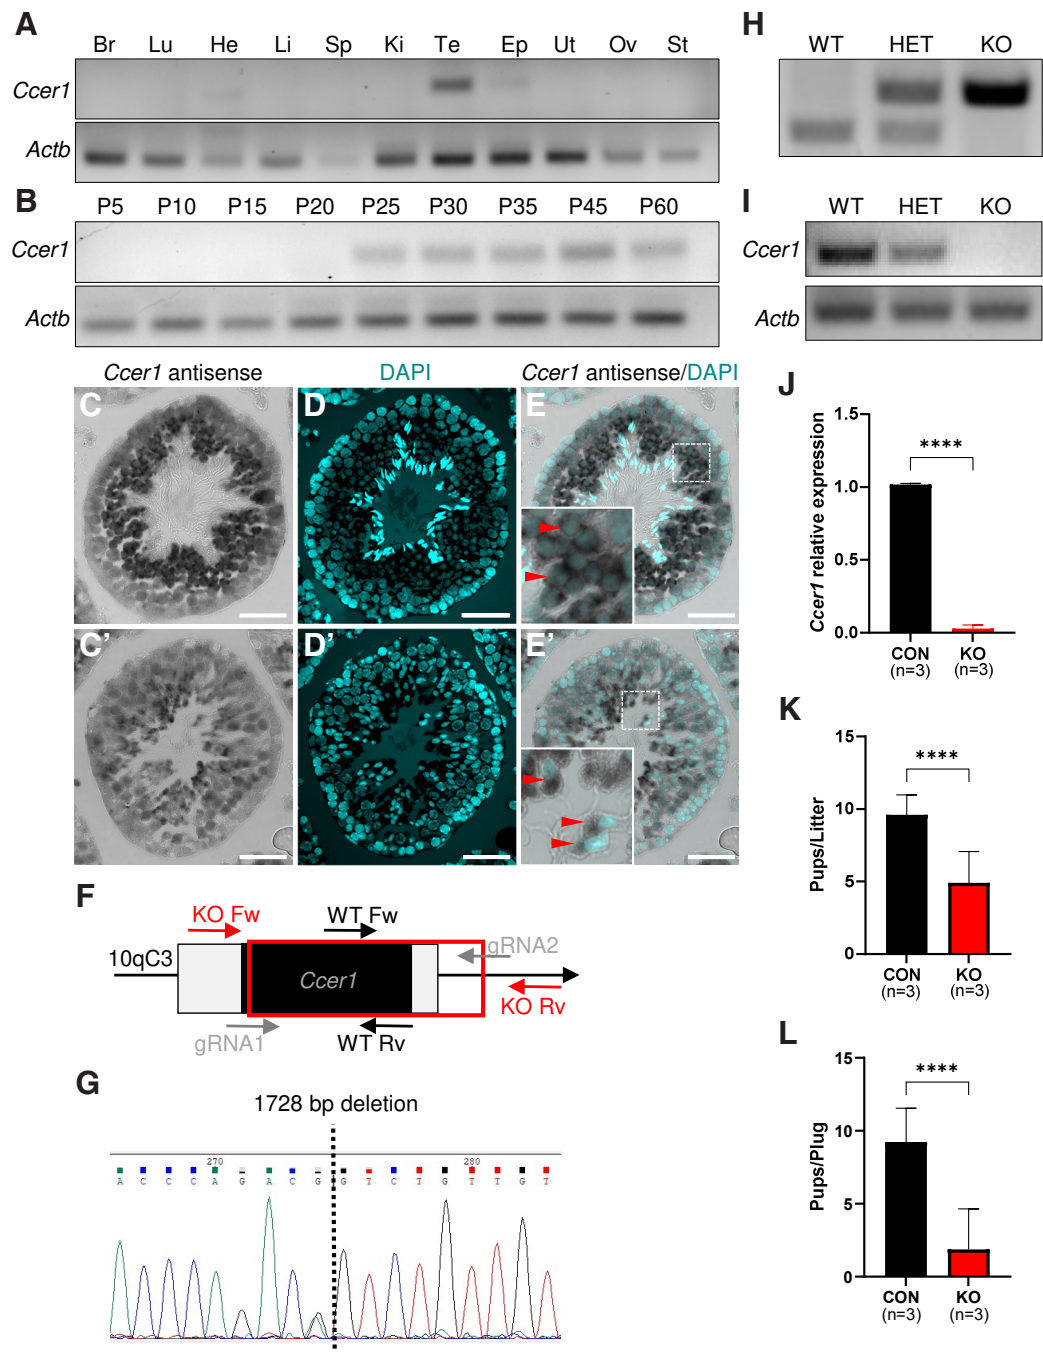 A
Br Lu He Li Sp Ki Te Ep Ut Ov St
Ccer1
Actb
B
P5 P10 P15 P20 P25 P30 P35 P45 P60
Ccer1
Actb
Ccer1 antisense DAPI Ccer1 antisense/DAPI
C D E
C' D' E'
F
KO Fw WT Fw
10qC3 gRNA2
Ccer1
KO Rv
gRNA1 WT Rv
G
1728 bp deletion
270 280
A C C C A G A C G G T C T G T T G T
H
WT HET KO
I
WT HET KO
Ccer1
Actb
J
Ccer1 relative expression
1.5
1.0
0.5
0.0
****
CON KO
(n=3) (n=3)
K
Pups/Litter
15
10
5
0
****
CON KO
(n=3) (n=3)
L
Pups/Plug
15
10
5
0
****
CON KO
(n=3) (n=3)